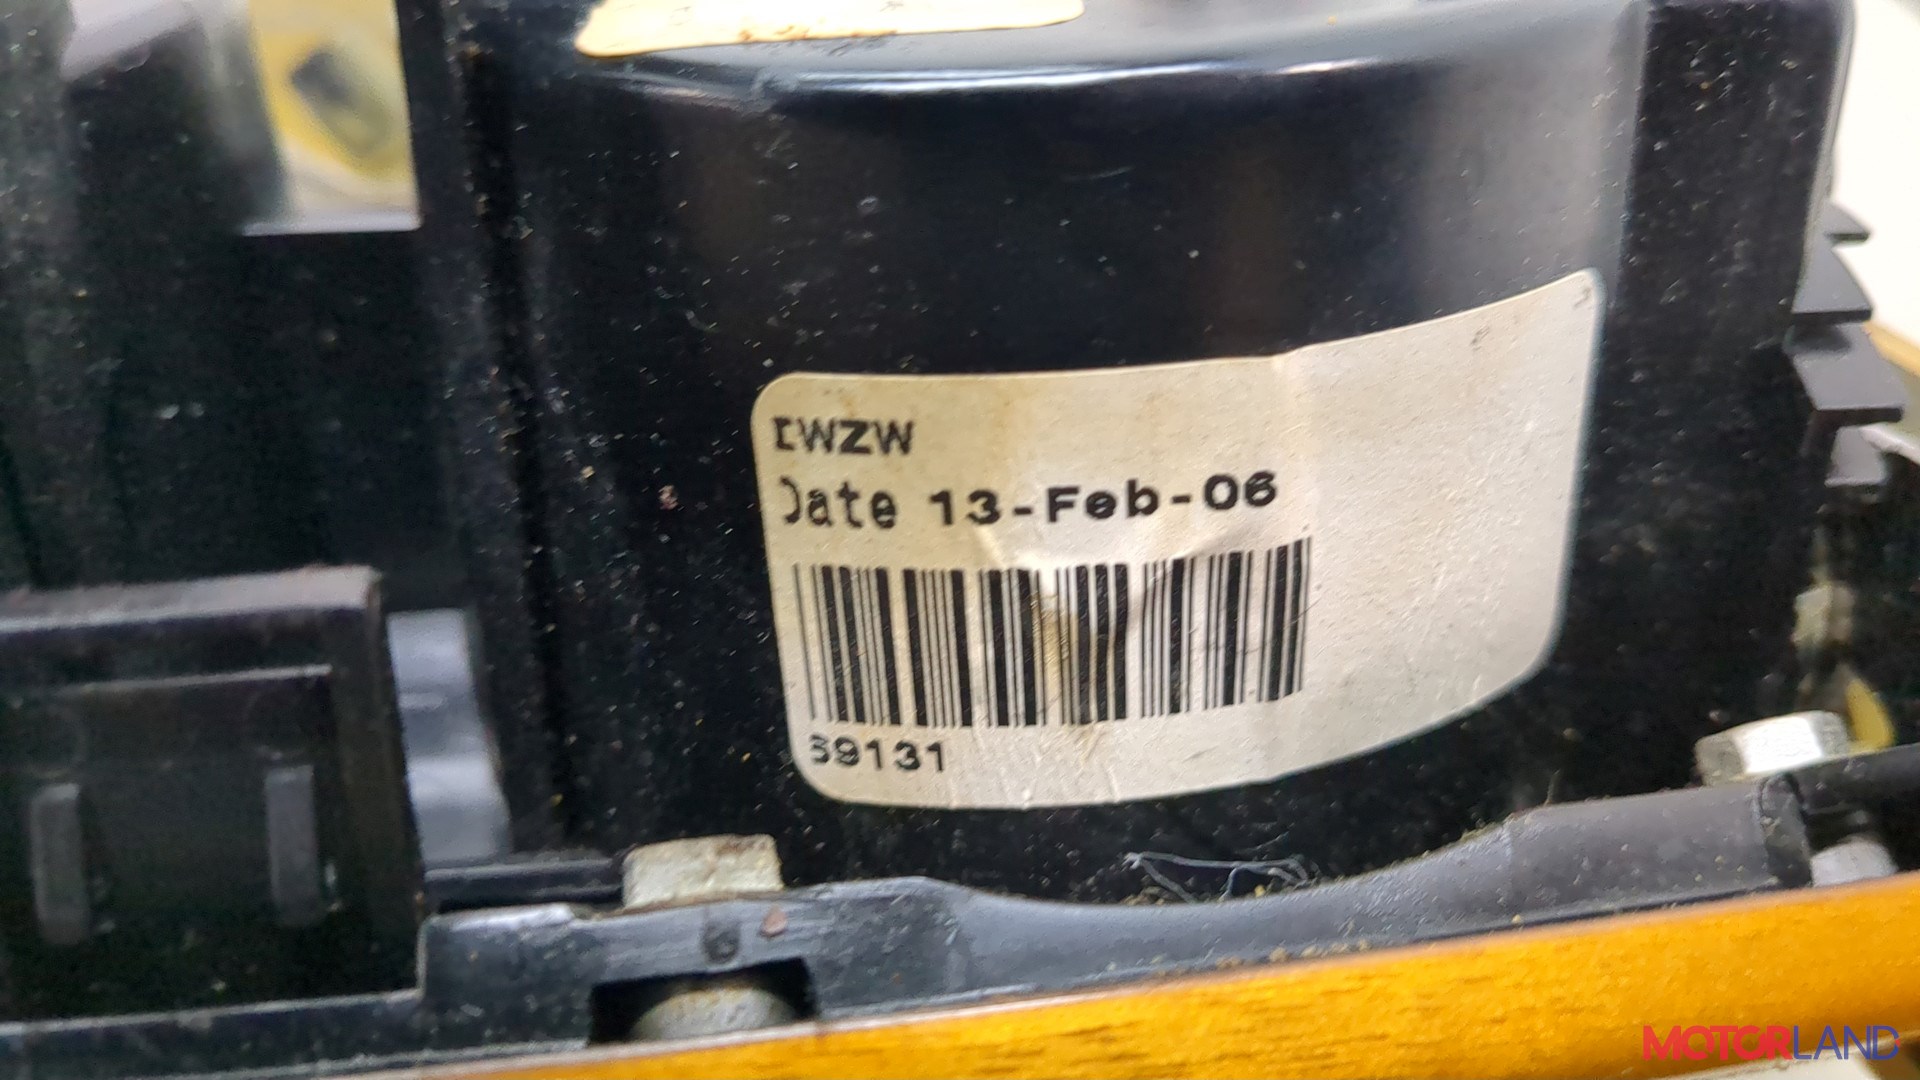 WZW
Date 13-Feb-06
39131
MOTORLAND